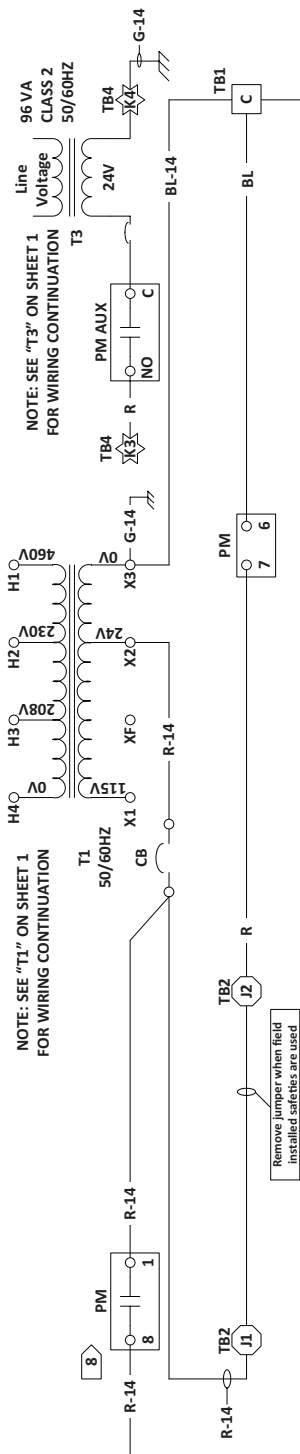 NOTE: SEE "T1" ON SHEET 1
FOR WIRING CONTINUATION
H4
H3
H2
H1
0V
208V
230V
460V
T1
50/60HZ
115V
24V
0V
X1
XF
X2
X3
G-14
CB
R-14
NOTE: SEE "T3" ON SHEET 1
FOR WIRING CONTINUATION
Line
Voltage
96 VA
CLASS 2
50/60HZ
T3
24V
TB4
K3
R
PM AUX
NO
C
TB4
K4
G-14
BL-14
8
R-14
PM
8
1
R-14
R-14
TB2
J1
Remove jumper when field
installed safeties are used
TB2
J2
R
PM
7
6
BL
TB1
C